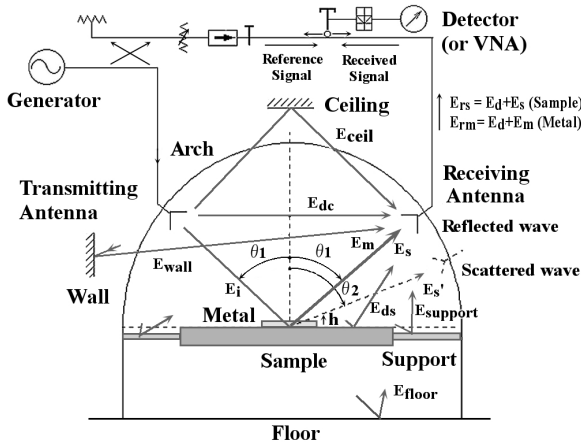 Detector
(or VNA)
Reference
Signal
Received
Signal
Generator
Ceiling
Ers = Ed+Es (Sample)
Erm= Ed+Em (Metal)
Eceil
Arch
Transmitting
Antenna
Receiving
Antenna
Edc
Reflected wave
Em
Es
θ1
θ1
Ewall
Scattered wave
Wall
Ei
θ2
Es'
Eds
Esupport
Metal
h
Sample
Support
Efloor
Floor